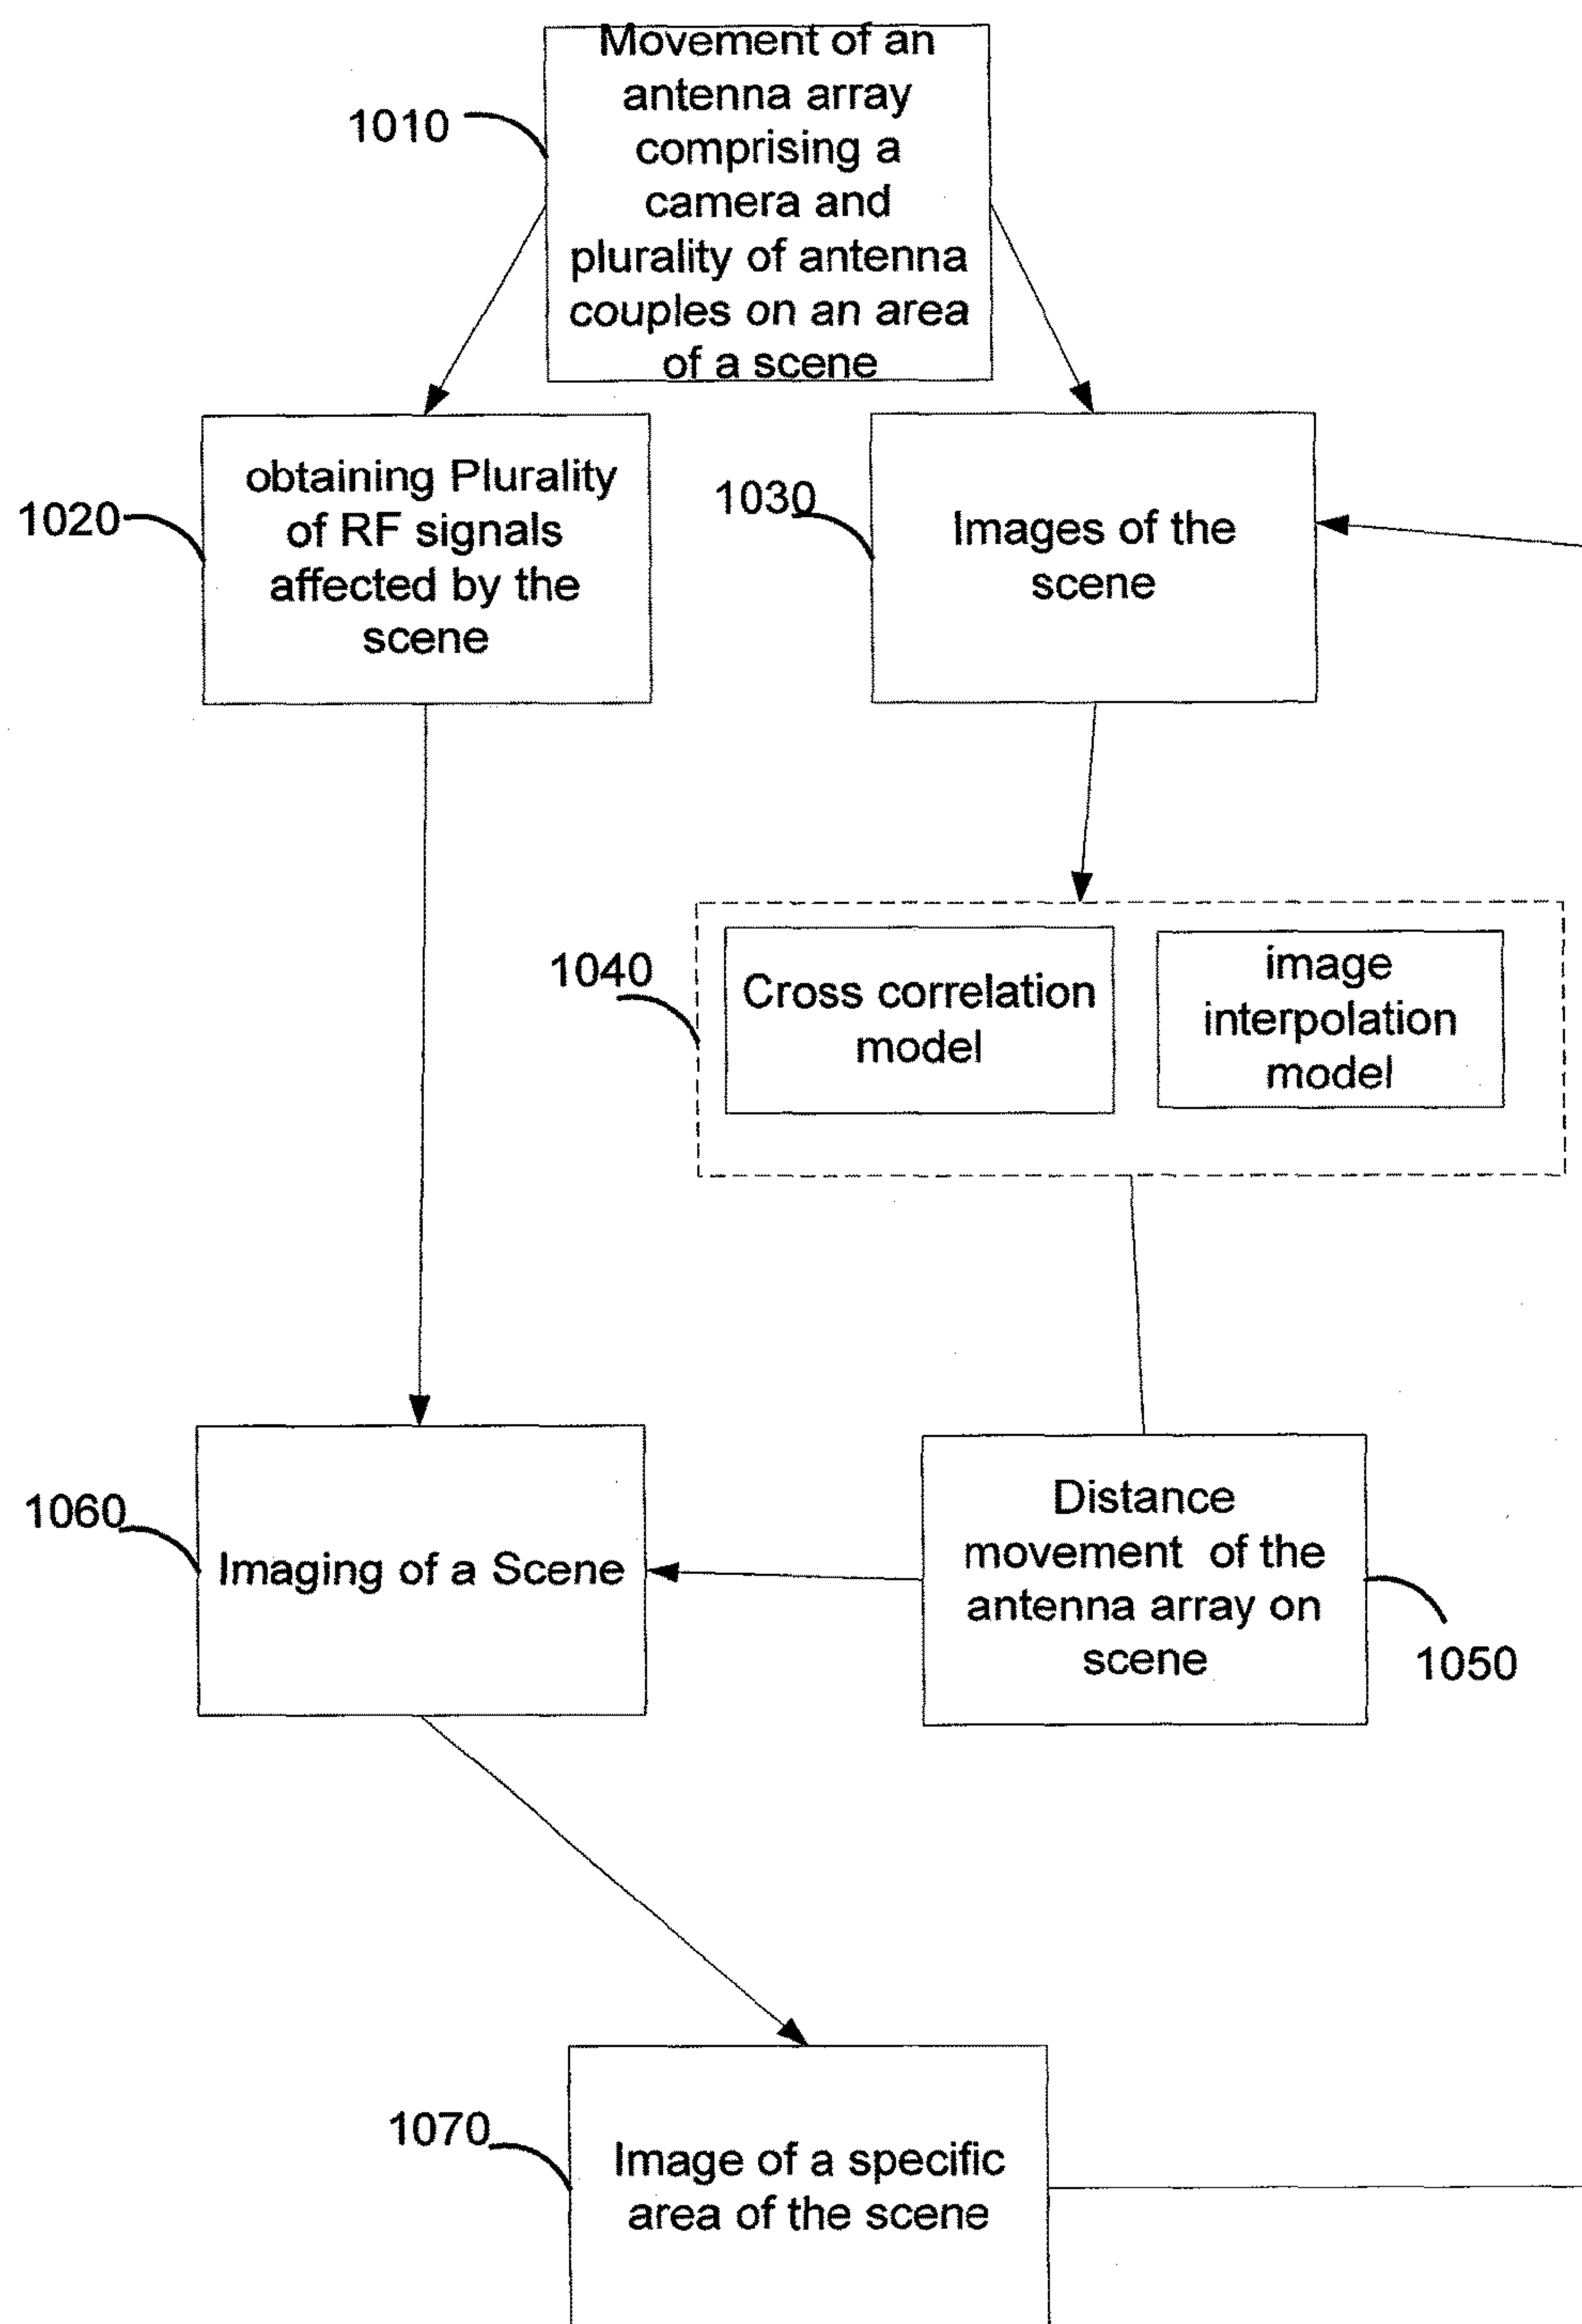 Movement of an
antenna array
comprising a
camera and
plurality of antenna
couples on an area
of a scene
1010
obtaining Plurality
of RF signals
affected by the
scene
1020
1030
Images of the
scene
1040
Cross correlation
model
image
interpolation
model
1060
Imaging of a Scene
Distance
movement of the
antenna array on
scene
1050
1070
Image of a specific
area of the scene